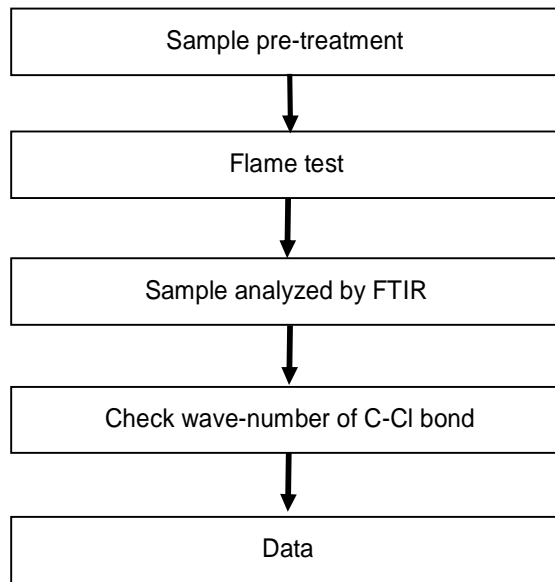 Sample pre-treatment
Flame test
Sample analyzed by FTIR
Check wave-number of C-Cl bond
Data